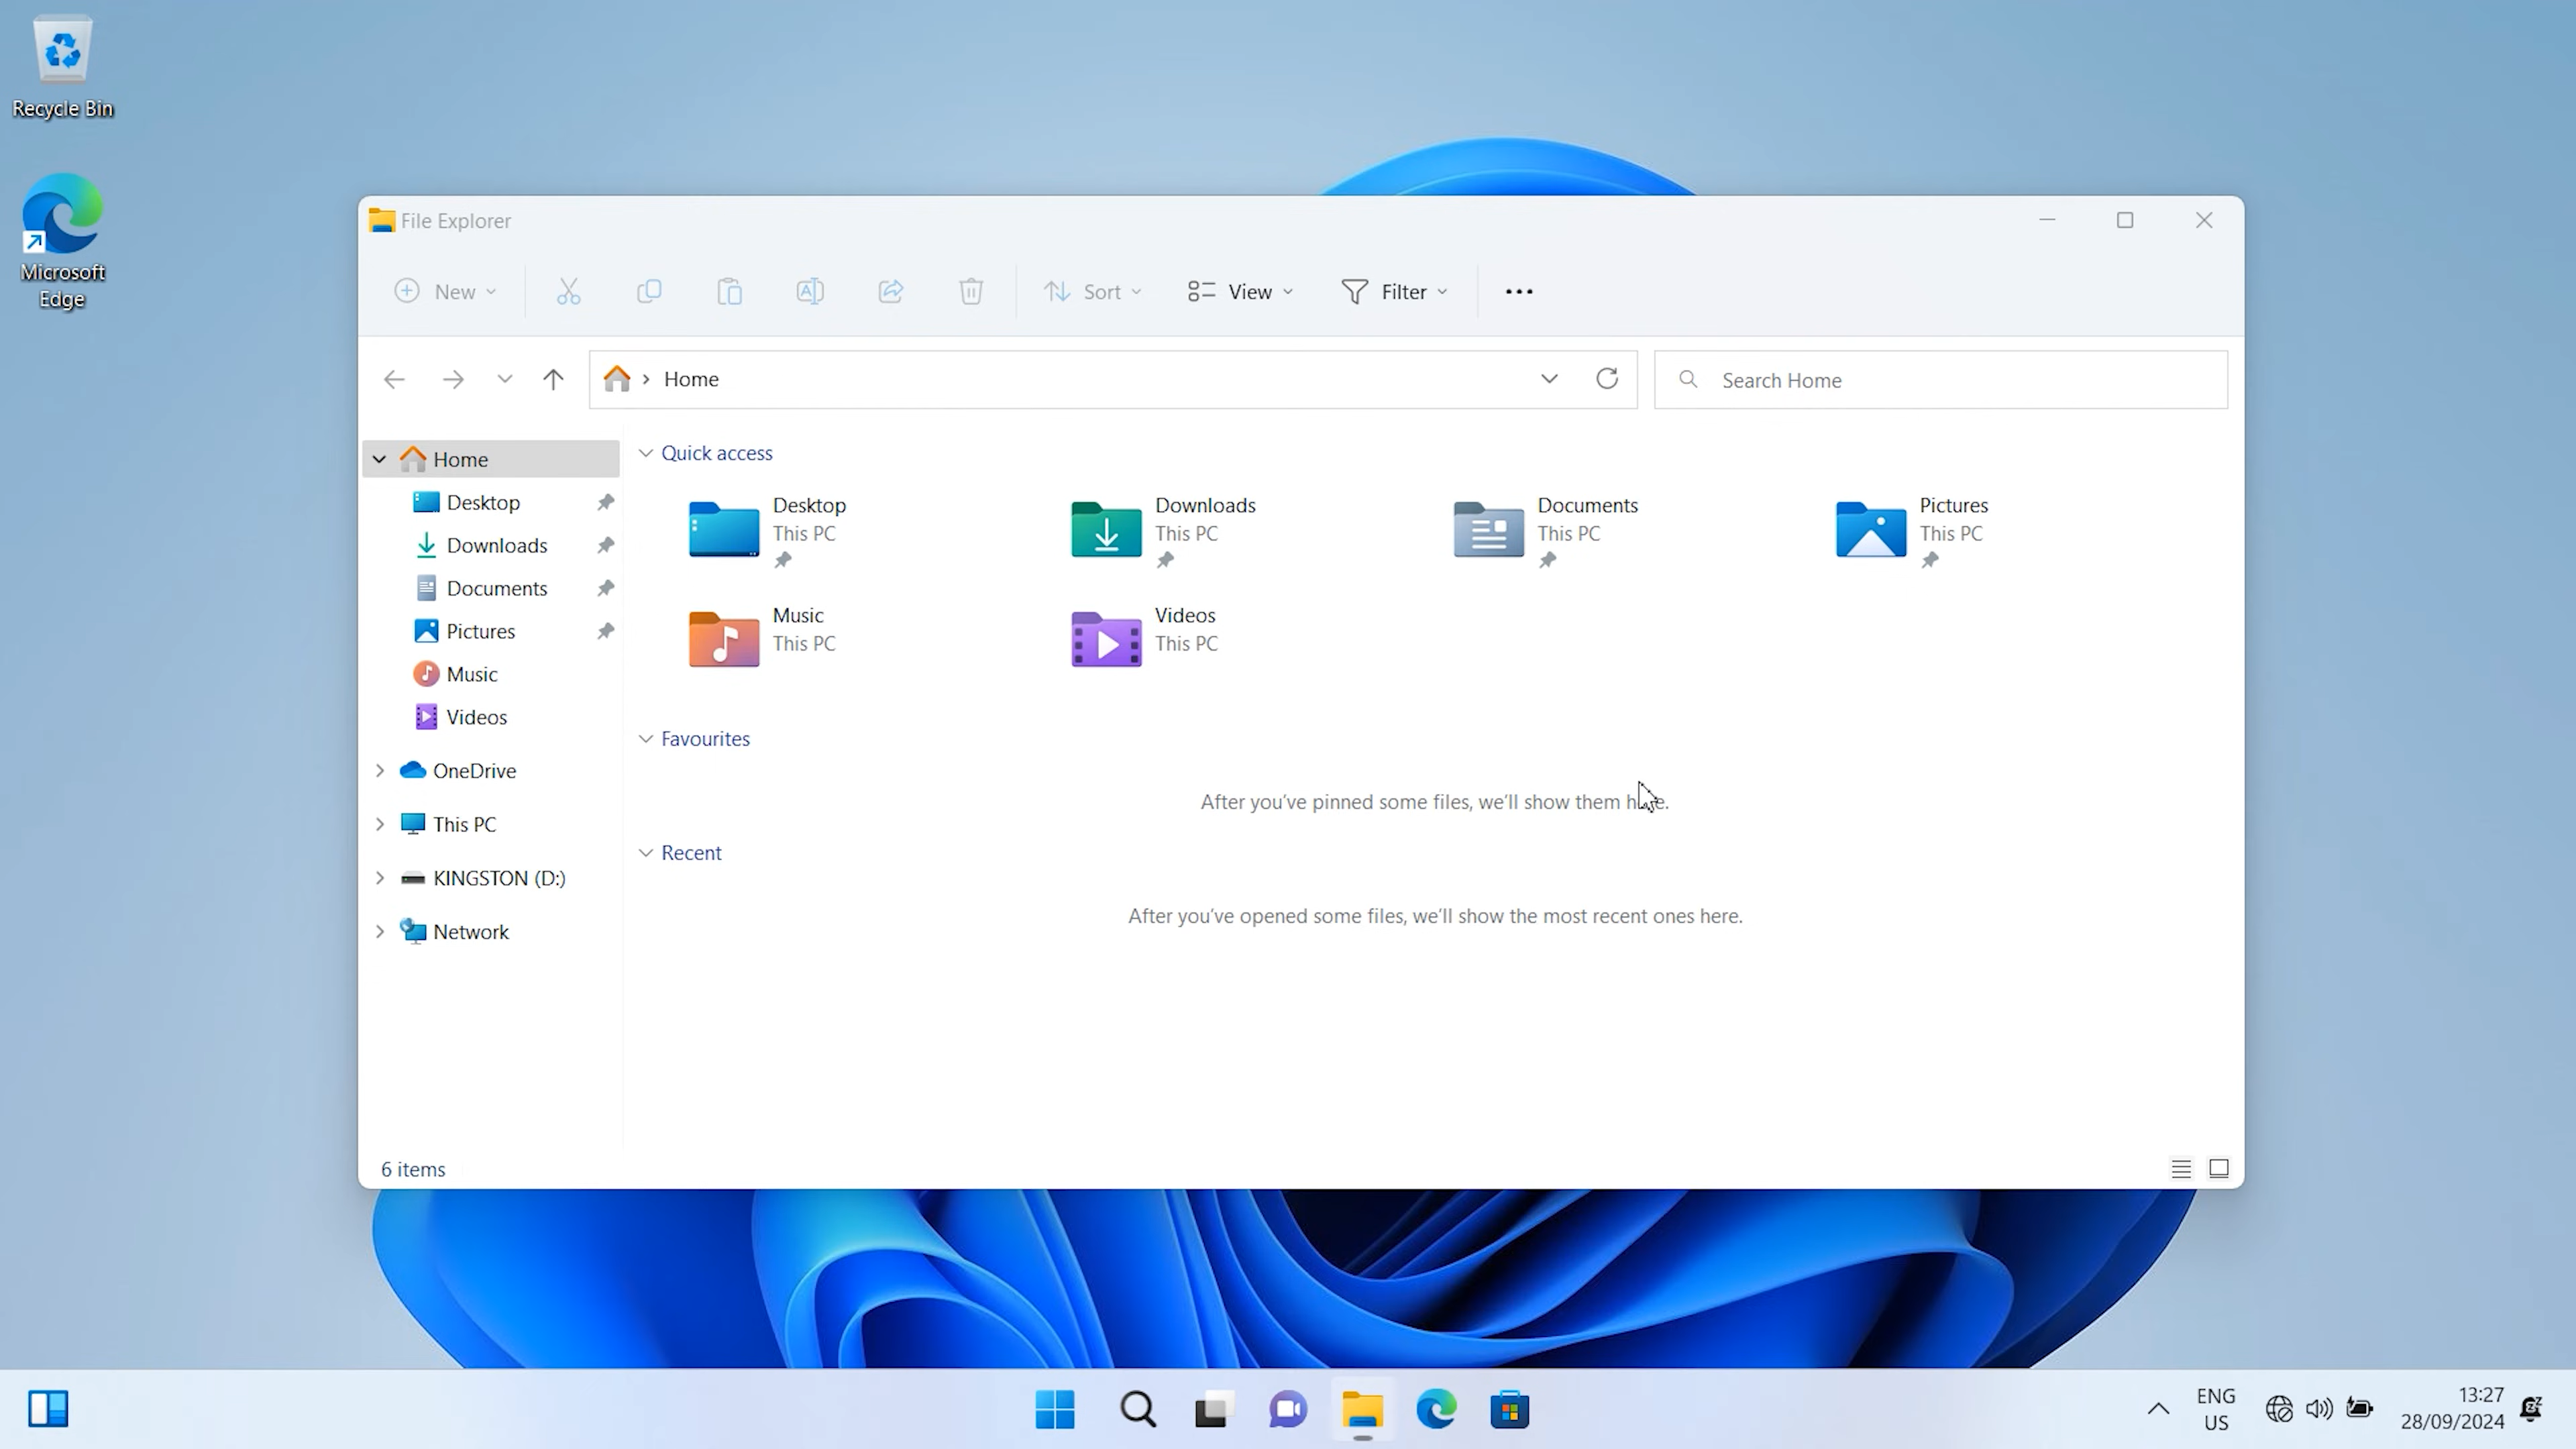 Recycle Bin
Microsoft
Edge
File Explorer
New
Sort
View
Filter
Home
Search Home
Home
Desktop
Downloads
Documents
Pictures
Music
Videos
OneDrive
This PC
KINGSTON (D:)
Network
Quick access
Desktop
This PC
Downloads
This PC
Documents
This PC
Pictures
This PC
Music
This PC
Videos
This PC
Favourites
After you've pinned some files, we'll show them here.
Recent
After you've opened some files, we'll show the most recent ones here.
6 items
ENG
US
13:27
28/09/2024